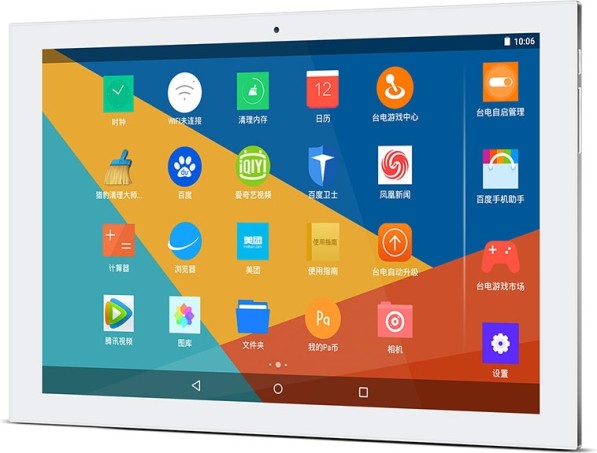 10:06
时钟
WIFI未连接
清理内存
12
日历
台电游戏中心
台电自启管理
猎豹清理大师...
du
百度
iQIYI
爱奇艺视频
百度卫士
凤凰新闻
百度手机助手
计算器
浏览器
美团
meituan.com
美团
使用指南
使用指南
台电自动升级
台电游戏市场
腾讯视频
图库
文件夹
Pa
我的Pa币
相机
设置